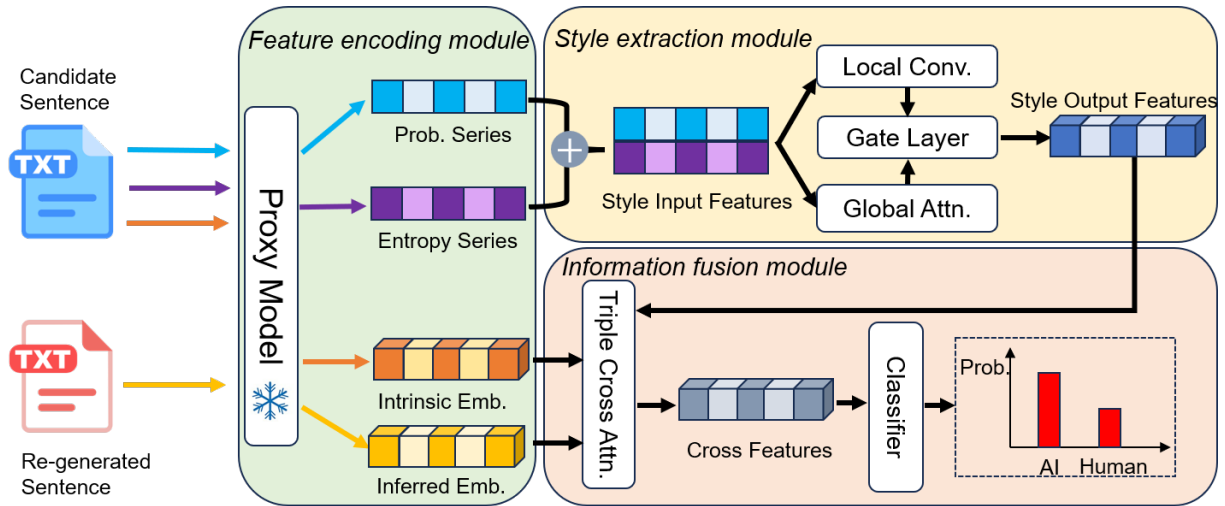 Feature encoding module
Style extraction module
Candidate
Sentence
TXT
Prob. Series
Entropy Series
Proxy Model
Style Input Features
Local Conv.
Gate Layer
Global Attn.
Style Output Features
Information fusion module
TXT
Re-generated
Sentence
Intrinsic Emb.
Inferred Emb.
Triple Cross Attn.
Cross Features
Classifier
Prob.
AI
Human